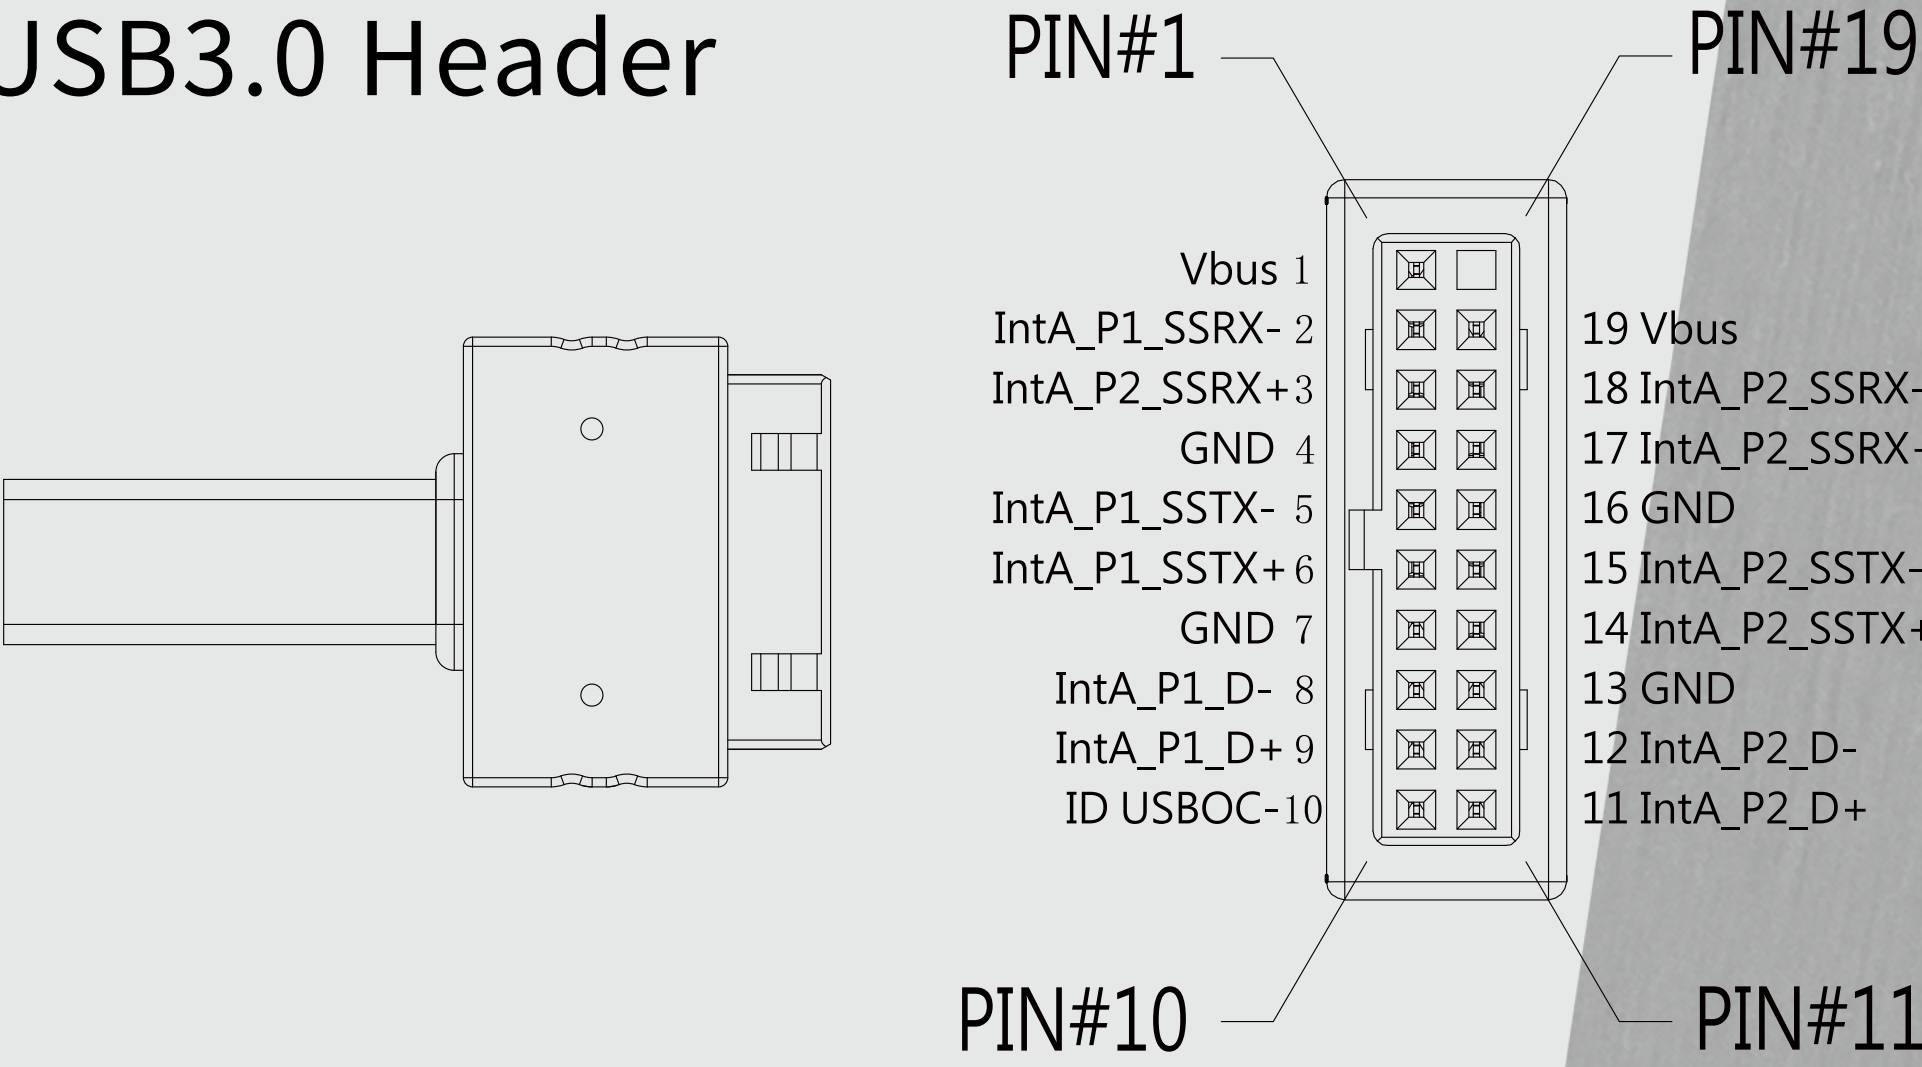 USB3.0 Header
PIN#1
PIN#19
Vbus 1
IntA_P1_SSRX- 2
IntA_P2_SSRX+3
GND 4
IntA_P1_SSTX- 5
IntA_P1_SSTX+6
GND 7
IntA_P1_D- 8
IntA_P1_D+ 9
ID USBOC-10
19 Vbus
18 IntA_P2_SSRX-
17 IntA_P2_SSRX-
16 GND
15 IntA_P2_SSTX-
14 IntA_P2_SSTX+
13 GND
12 IntA_P2_D-
11 IntA_P2_D+
PIN#10
PIN#11